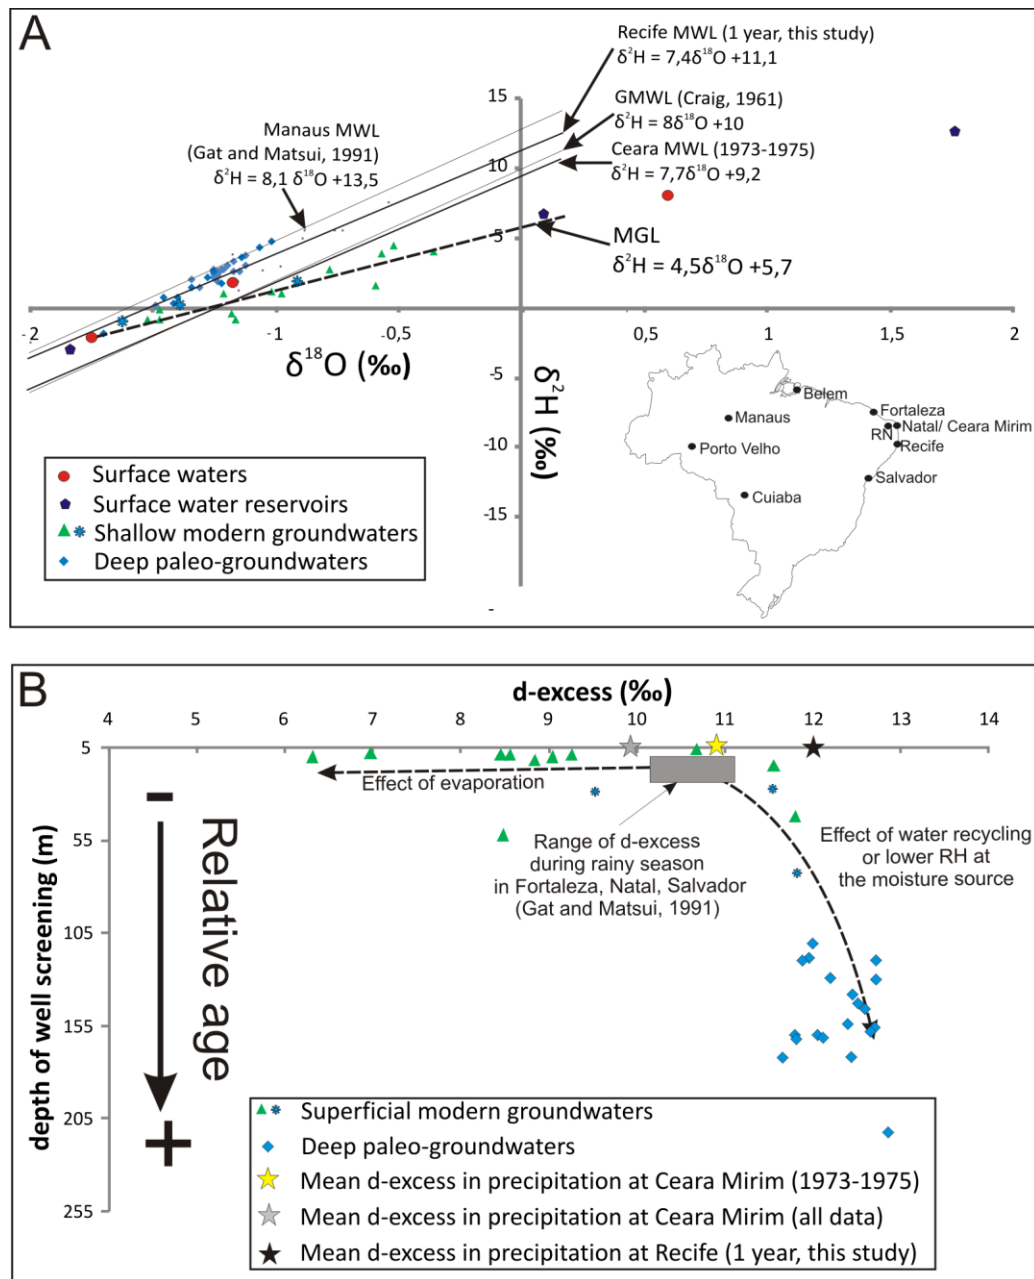 A
Recife MWL (1 year, this study)
δ²H = 7,4δ¹⁸O +11,1
GMWL (Craig, 1961)
δ²H = 8δ¹⁸O +10
Ceara MWL (1973-1975)
δ²H = 7,7δ¹⁸O +9,2
Manaus MWL
(Gat and Matsui, 1991)
δ²H = 8,1 δ¹⁸O +13,5
MGL
δ²H = 4,5δ¹⁸O +5,7
15
10
5
-2
-1
-0,5
0
0,5
1
1,5
2
-5
-10
-15
-
δ¹⁸O (‰)
δ²H (‰)
Belem
Fortaleza
Manaus
Natal/ Ceara Mirim
RN
Recife
Porto Velho
Salvador
Cuiaba
Surface waters
Surface water reservoirs
Shallow modern groundwaters
Deep paleo-groundwaters
B
d-excess (‰)
4 5 6 7 8 9 10 11 12 13 14
5
55
105
155
205
255
depth of well screening (m)
-
Relative age
+
Effect of evaporation
Range of d-excess
during rainy season
in Fortaleza, Natal, Salvador
(Gat and Matsui, 1991)
Effect of water recycling
or lower RH at
the moisture source
Superficial modern groundwaters
Deep paleo-groundwaters
Mean d-excess in precipitation at Ceara Mirim (1973-1975)
Mean d-excess in precipitation at Ceara Mirim (all data)
Mean d-excess in precipitation at Recife (1 year, this study)